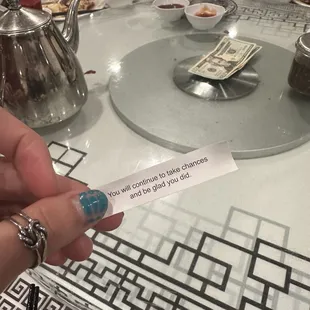 You will continue to take chances
and be glad you did.